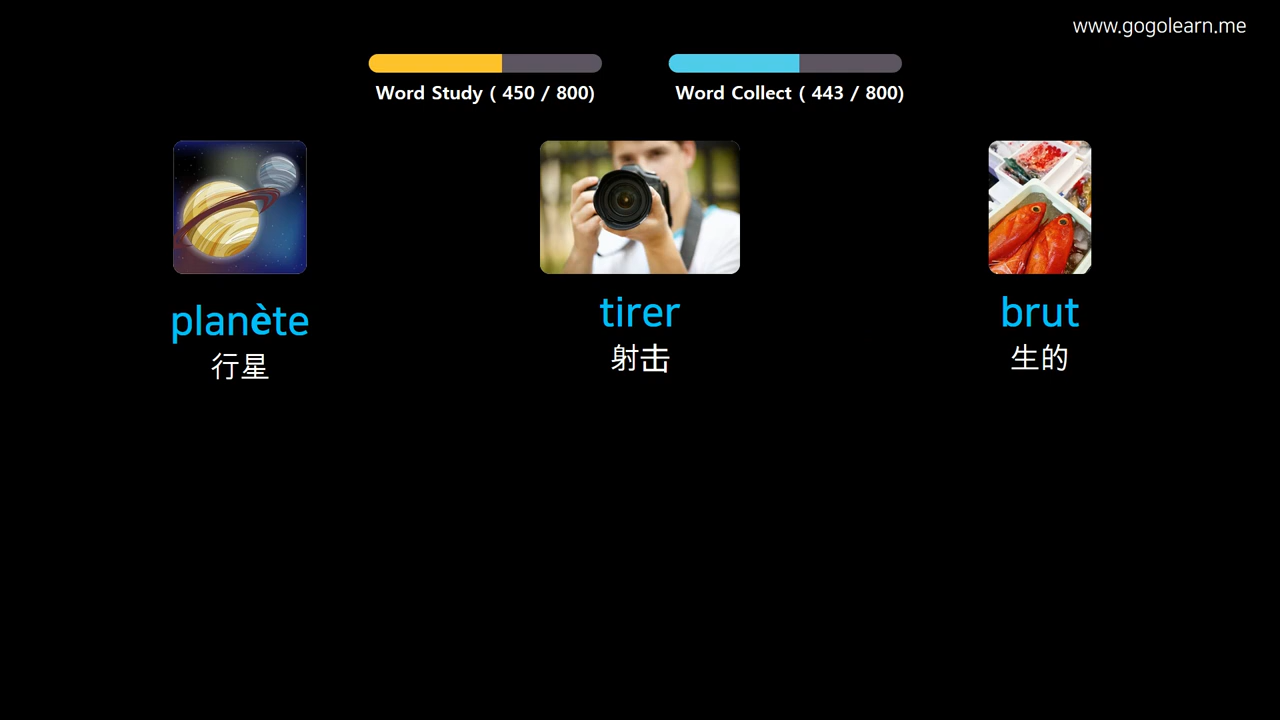 www.gogolearn.me
Word Study ( 450 / 800)
Word Collect ( 443 / 800)
planète
行星
tirer
射击
brut
生的